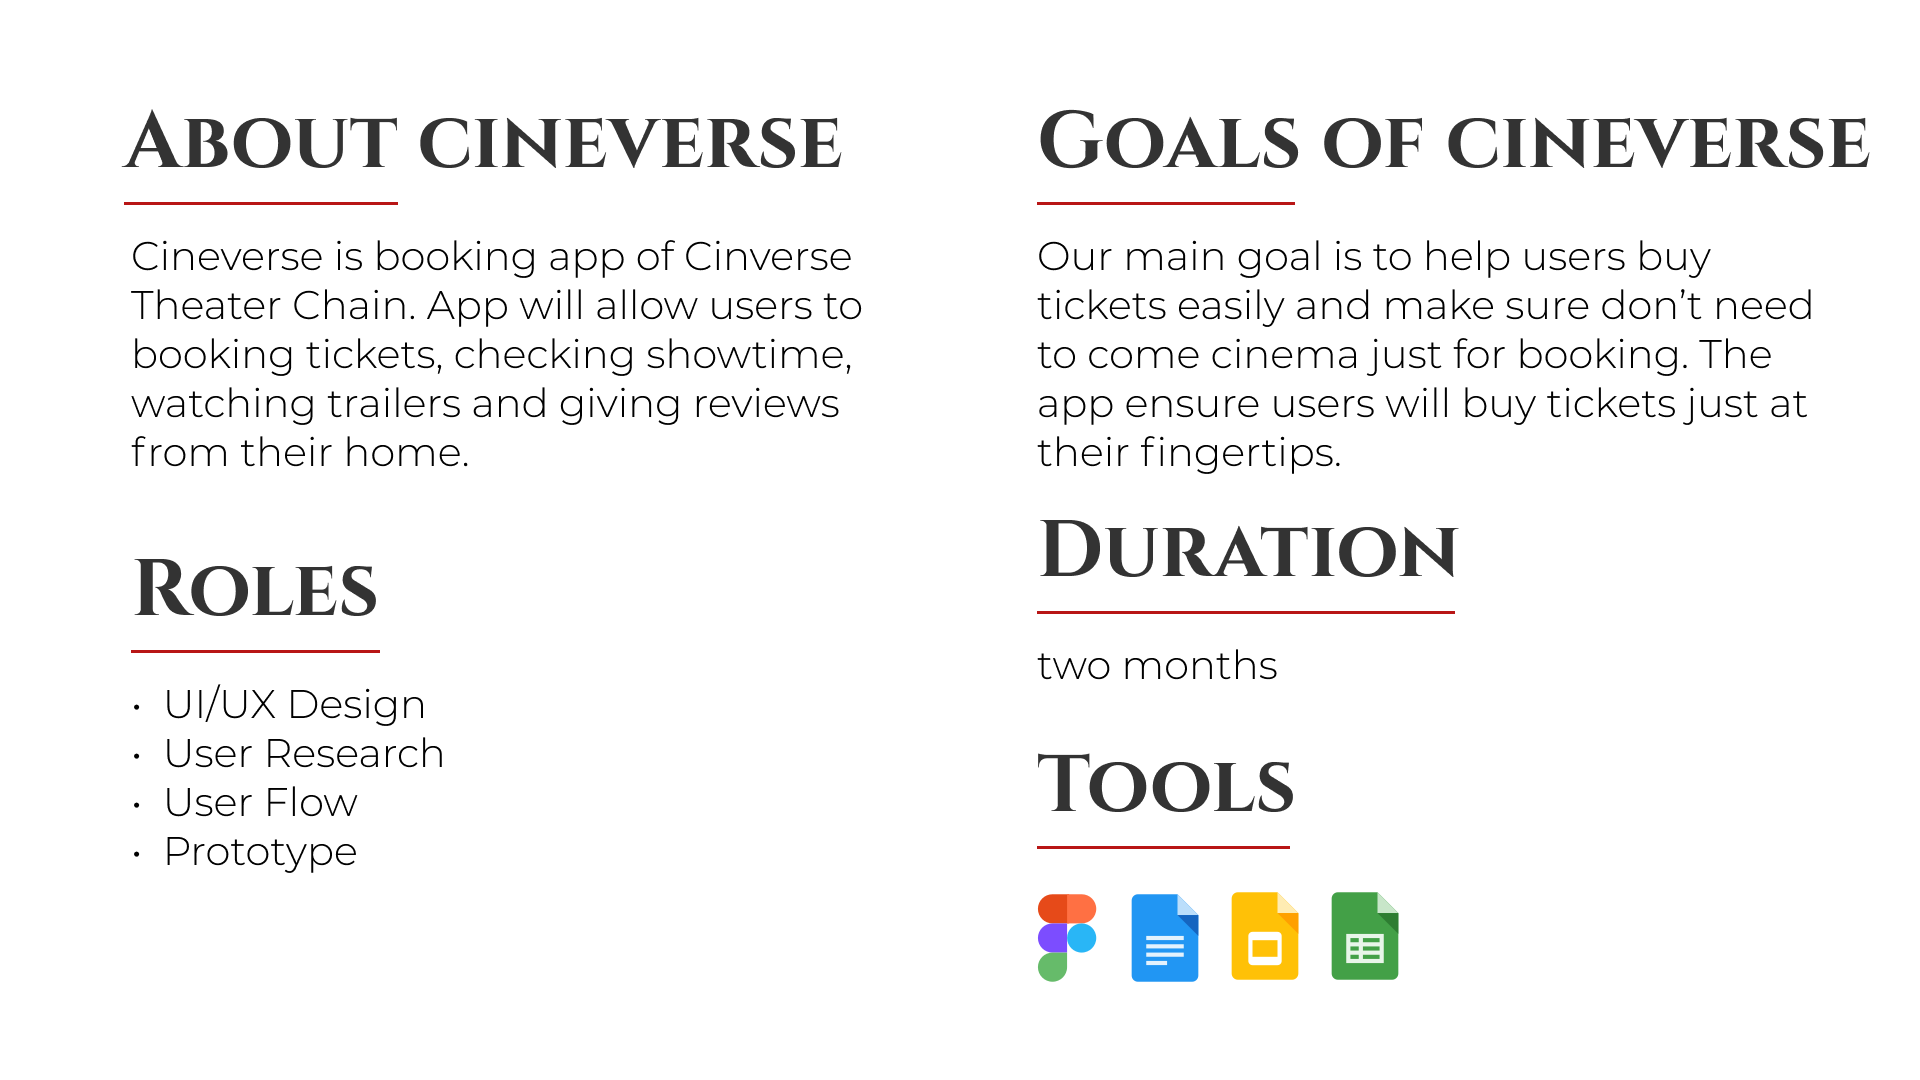 About cineverse
Cineverse is booking app of Cinverse
Theater Chain. App will allow users to
booking tickets, checking showtime,
watching trailers and giving reviews
from their home.
Roles
• UI/UX Design
• User Research
• User Flow
• Prototype
Goals of cineverse
Our main goal is to help users buy
tickets easily and make sure don’t need
to come cinema just for booking. The
app ensure users will buy tickets just at
their fingertips.
Duration
two months
Tools